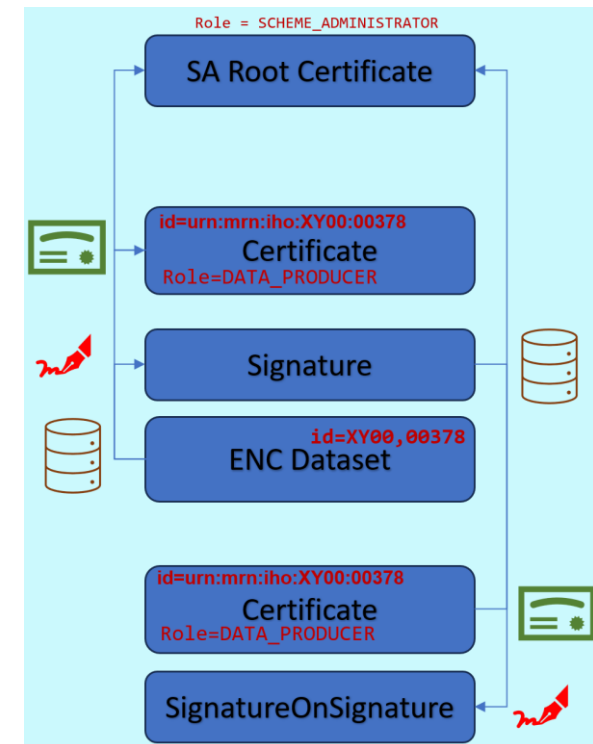 Role = SCHEME_ADMINISTRATOR
SA Root Certificate
id=urn:mrn:iho:XY00:00378
Certificate
Role=DATA_PRODUCER
Signature
id=XY00,00378
ENC Dataset
id=urn:mrn:iho:XY00:00378
Certificate
Role=DATA_PRODUCER
SignatureOnSignature